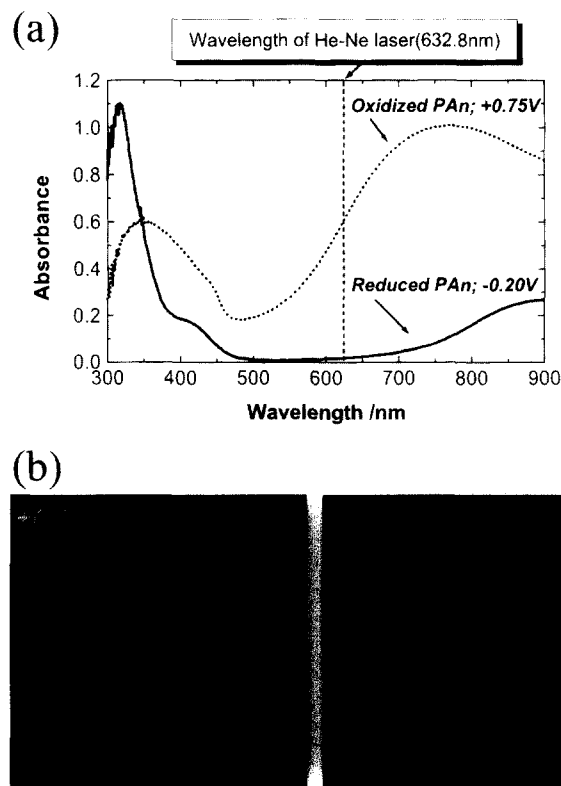 (a)
Wavelength of He-Ne laser(632.8nm)
1.2
1.0
0.8
0.6
0.4
0.2
0.0
Absorbance
Oxidized PAn; +0.75V
Reduced PAn; -0.20V
300 400 500 600 700 800 900
Wavelength /nm
(b)